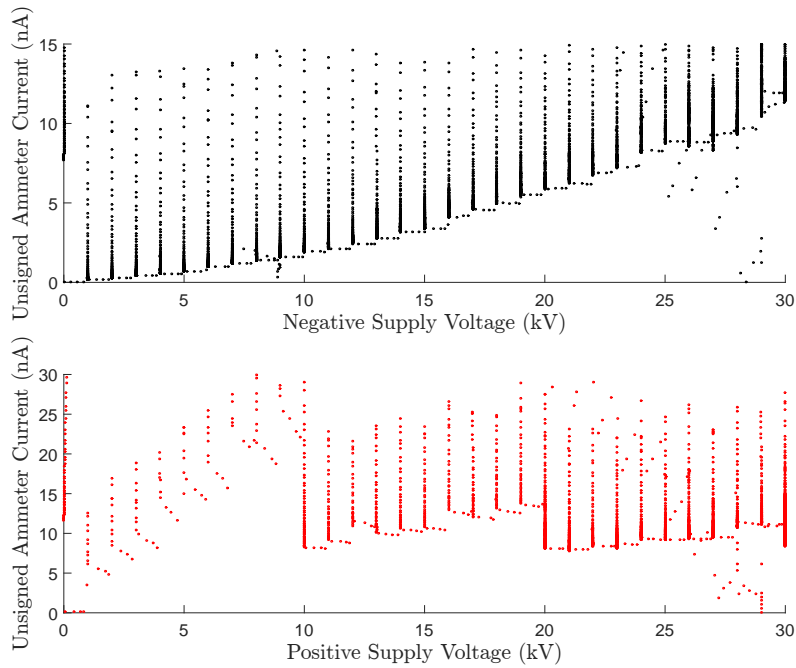 Unsigned Ammeter Current (nA)
15
10
5
0
0 5 10 15 20 25 30
Negative Supply Voltage (kV)
Unsigned Ammeter Current (nA)
30
25
20
15
10
5
0
0 5 10 15 20 25 30
Positive Supply Voltage (kV)